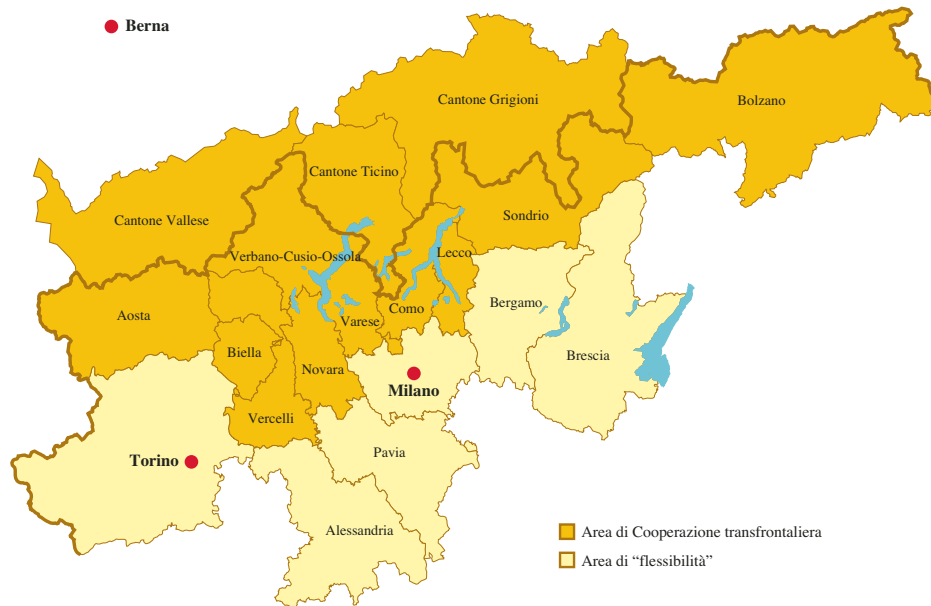 Berna
Bolzano
Cantone Grigioni
Cantone Ticino
Cantone Vallese
Sondrio
Verbano-Cusio-Ossola
Lecco
Bergamo
Como
Aosta
Varese
Biella
Brescia
Novara
Milano
Vercelli
Pavia
Torino
Alessandria
Area di Cooperazione transfrontaliera
Area di “flessibilità”